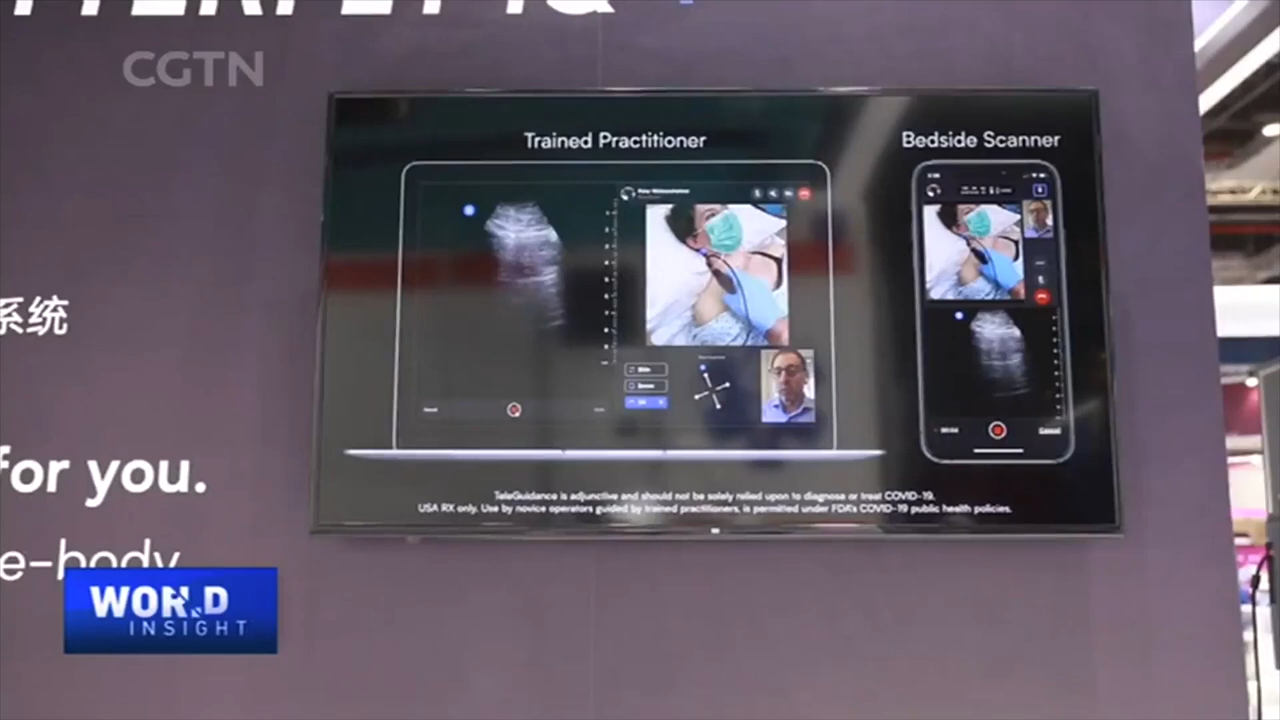 CGTN
Trained Practitioner
Bedside Scanner
系统
for you.
e-body
TeleGuidance is adjunctive and should not be solely relied upon to diagnose or treat COVID-19.
USA RX only. Use by novice operators guided by trained practitioners, is permitted under FDA's COVID-19 public health policies.
Cancel
WORLD
INSIGHT